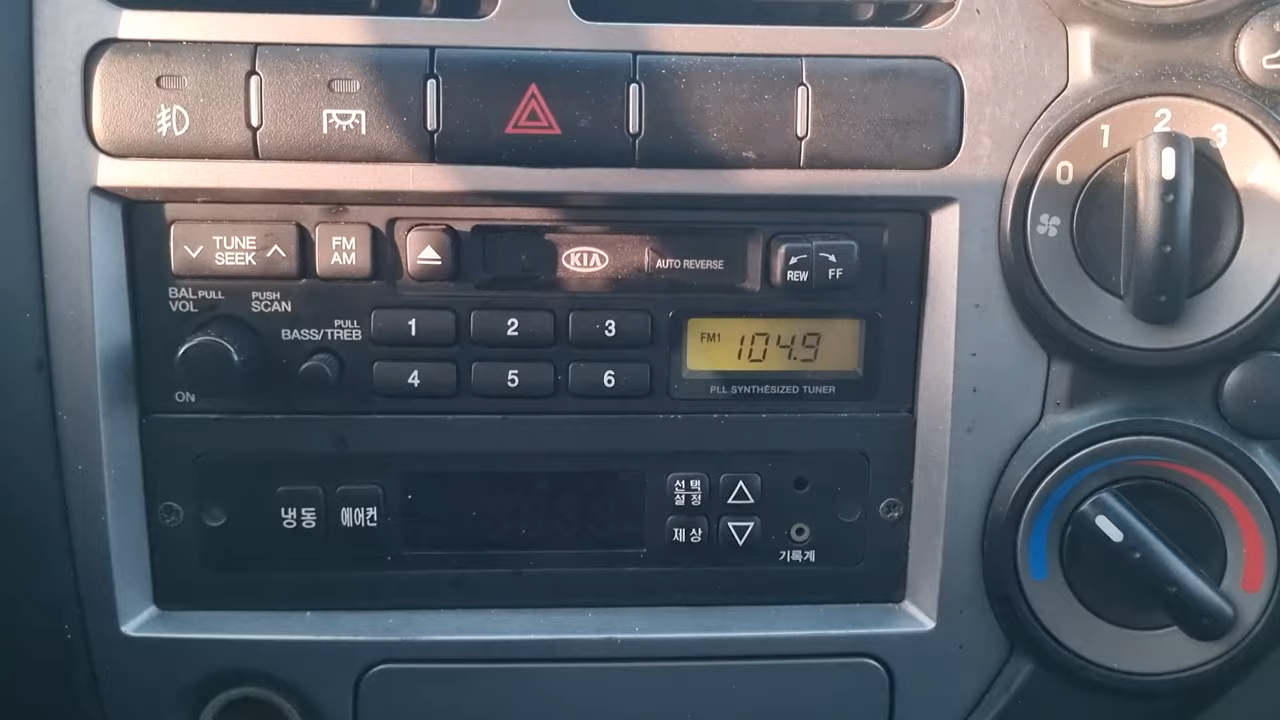 0 1 2 3
TUNE
SEEK
FM
AM
KIA
AUTO REVERSE
REW
FF
BAL PULL
VOL
PUSH
SCAN
PULL
BASS/TREB
ON
1 2 3
4 5 6
FM1 104.9
PLL SYNTHESIZED TUNER
냉동
에어컨
선택
설정
제상
기록계